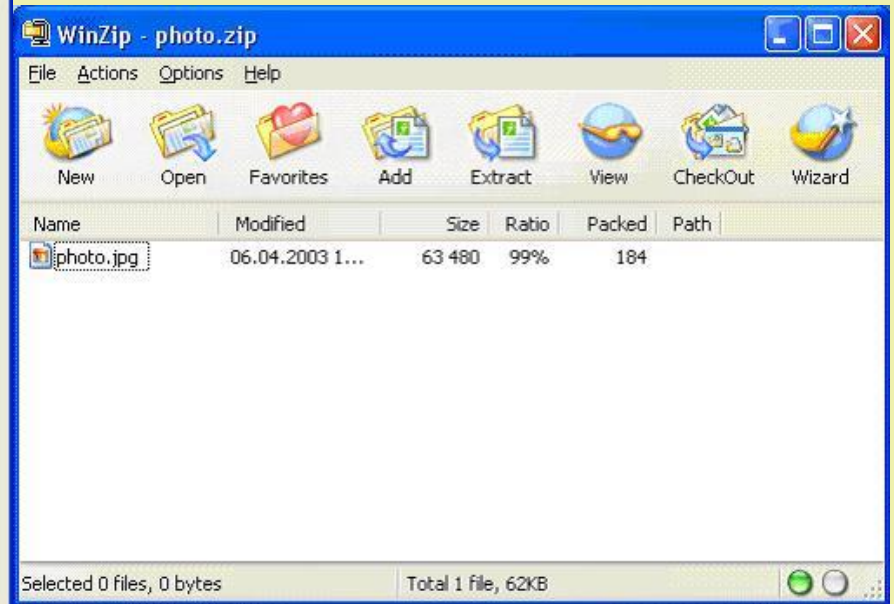 WinZip - photo.zip
File Actions Options Help
New Open Favorites Add Extract View CheckOut Wizard
Name Modified Size Ratio Packed Path
photo.jpg 06.04.2003 1... 63 480 99% 184
Selected 0 files, 0 bytes Total 1 file, 62KB